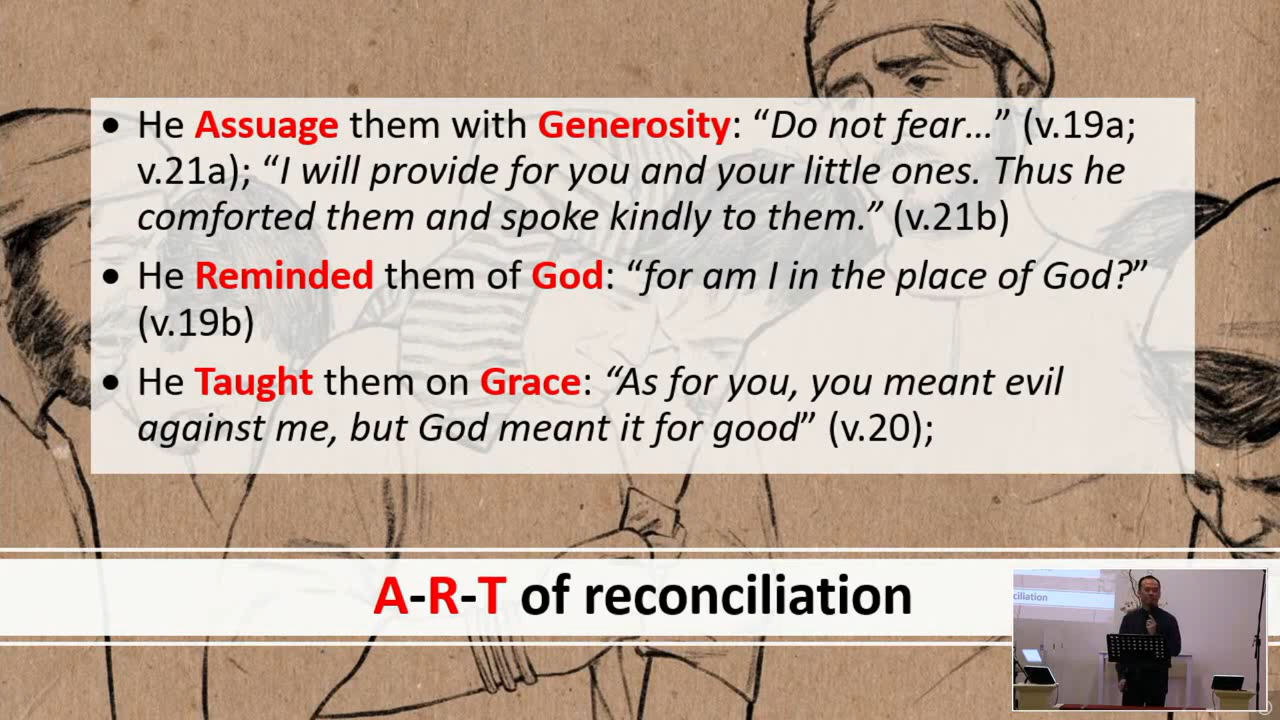 • He Assuage them with Generosity: “Do not fear…” (v.19a;
v.21a); “I will provide for you and your little ones. Thus he
comforted them and spoke kindly to them.” (v.21b)
• He Reminded them of God: “for am I in the place of God?”
(v.19b)
• He Taught them on Grace: “As for you, you meant evil
against me, but God meant it for good” (v.20);
A-R-T of reconciliation
ciliation